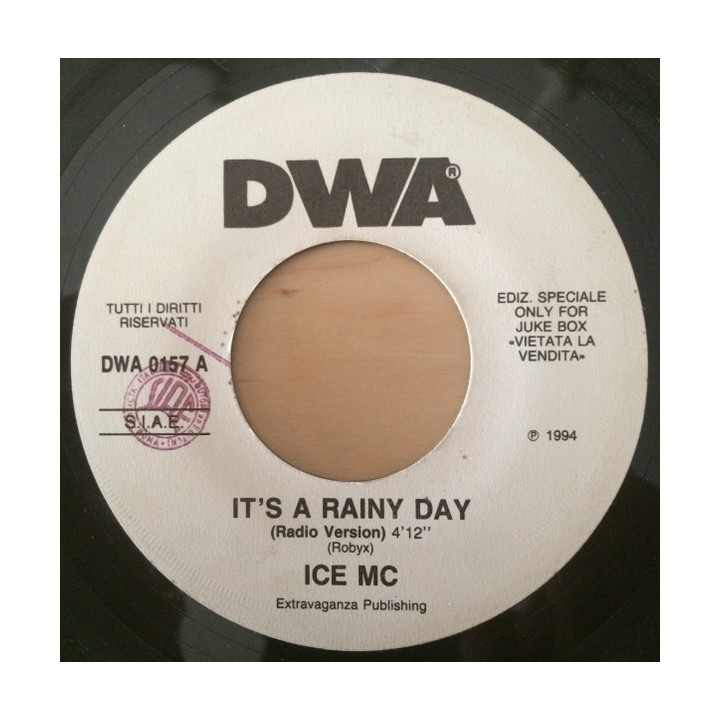 DWA®
TUTTI I DIRITTI
RISERVATI
DWA 0157 A
S.I.A.E.
EDIZ. SPECIALE
ONLY FOR
JUKE BOX
«VIETATA LA
VENDITA»
℗ 1994
IT'S A RAINY DAY
(Radio Version) 4'12''
(Robyx)
ICE MC
Extravaganza Publishing